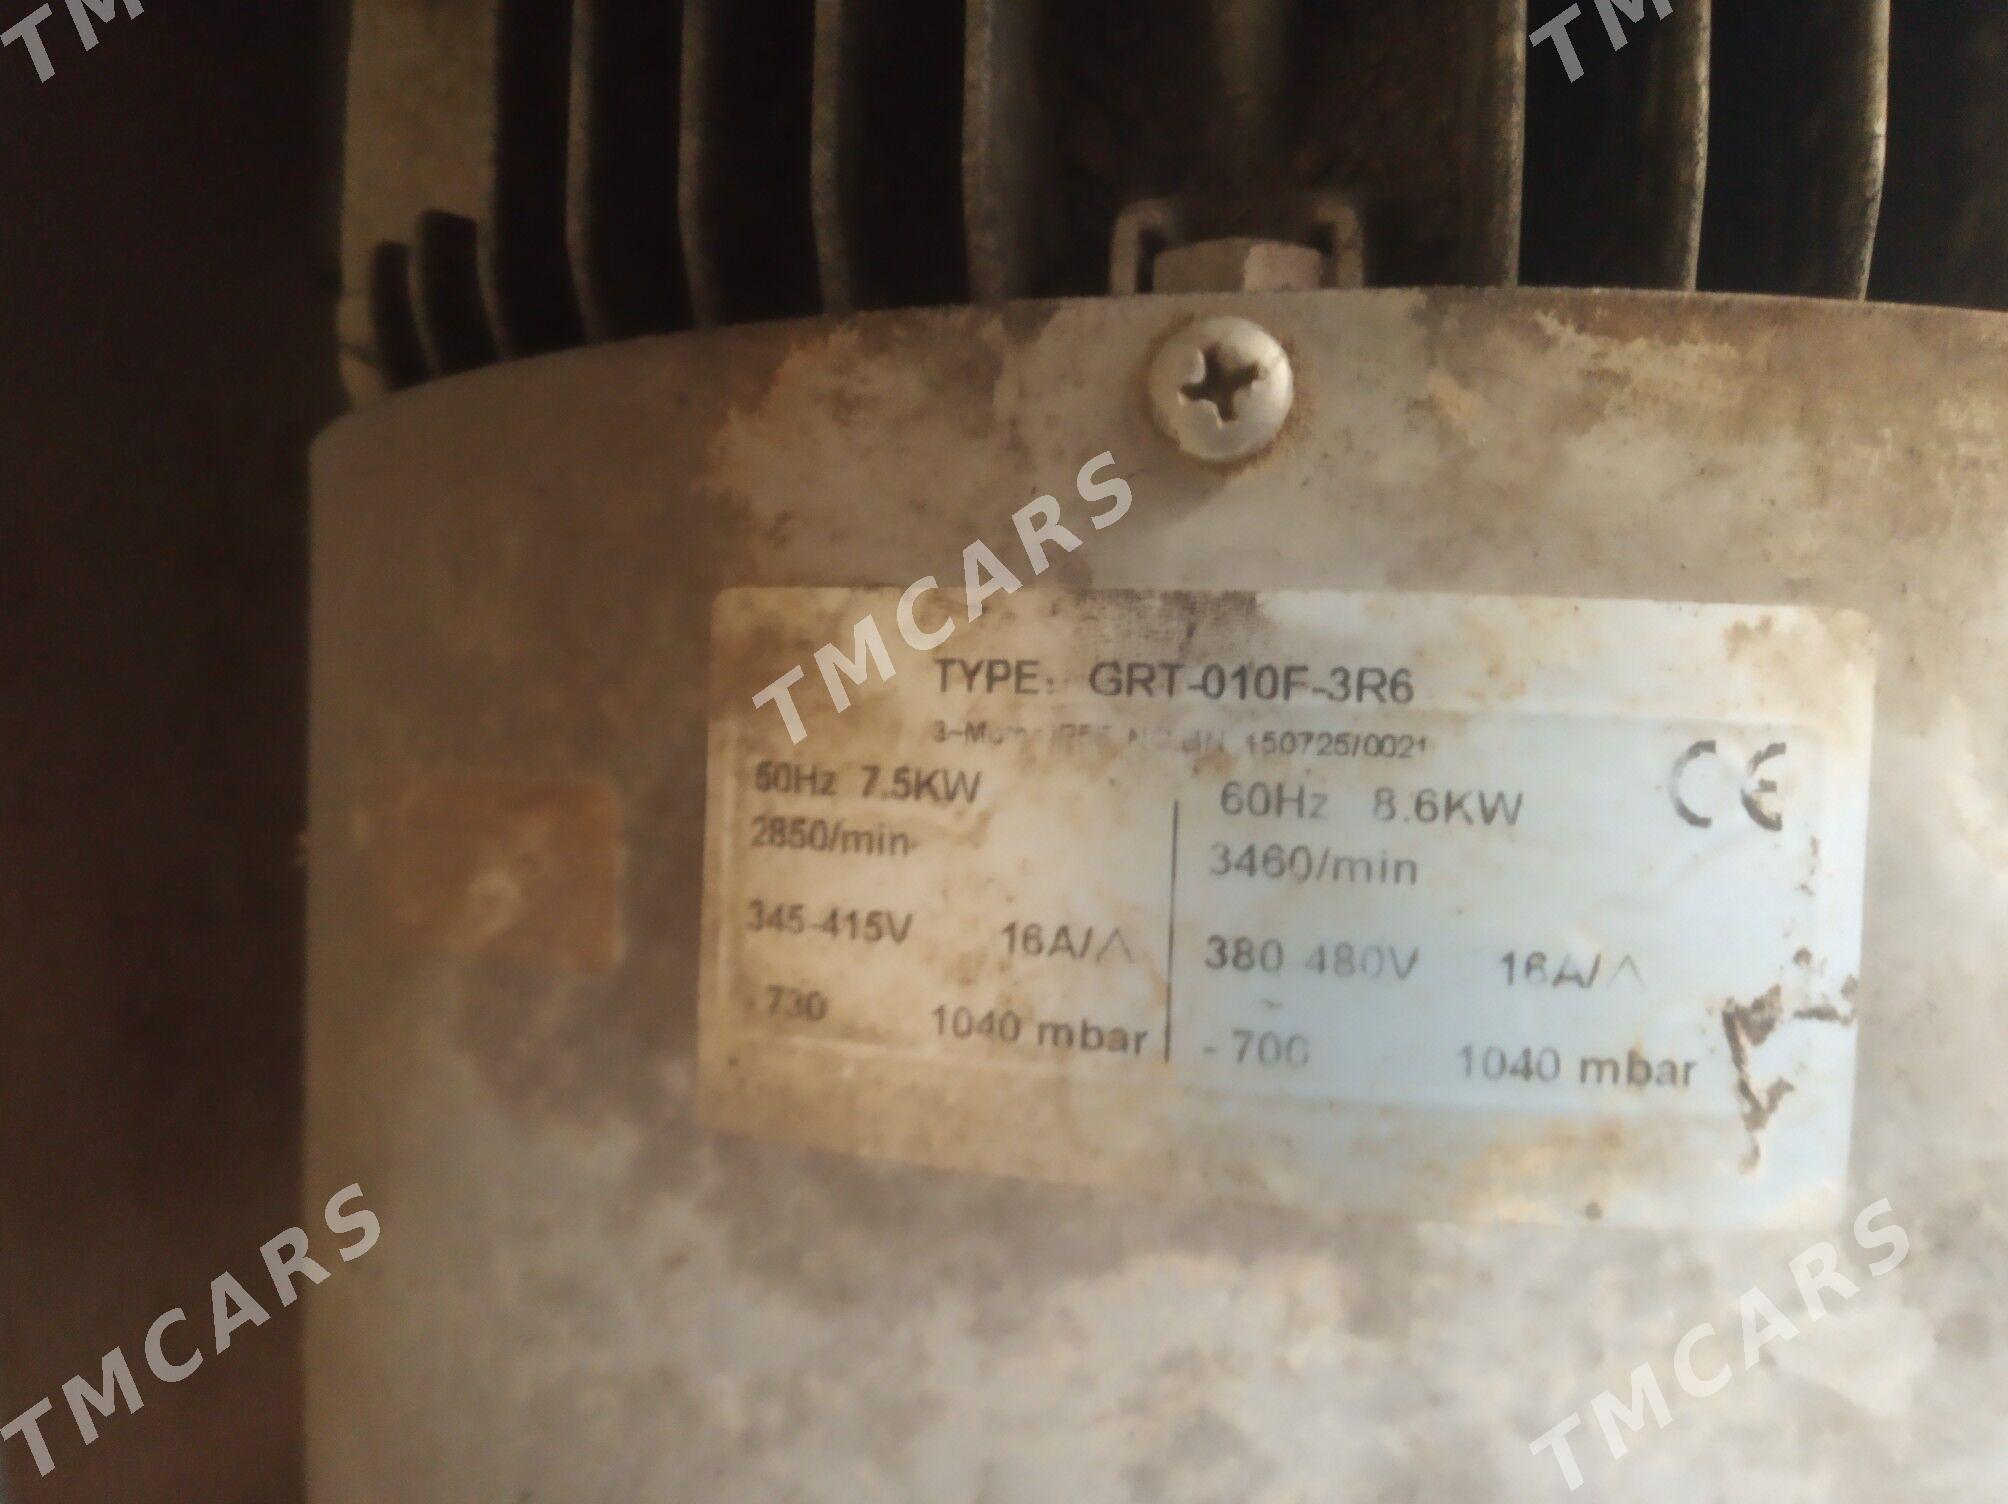 TMCARS
TYPE: GRT-010F-3R6
150725/0021
50Hz 7.5KW
2850/min
345-415V 16A/
730 1040 mbar
60Hz 8.6KW
3460/min
380 480V 16A/
-700 1040 mbar
CE
TMCARS
TMCARS